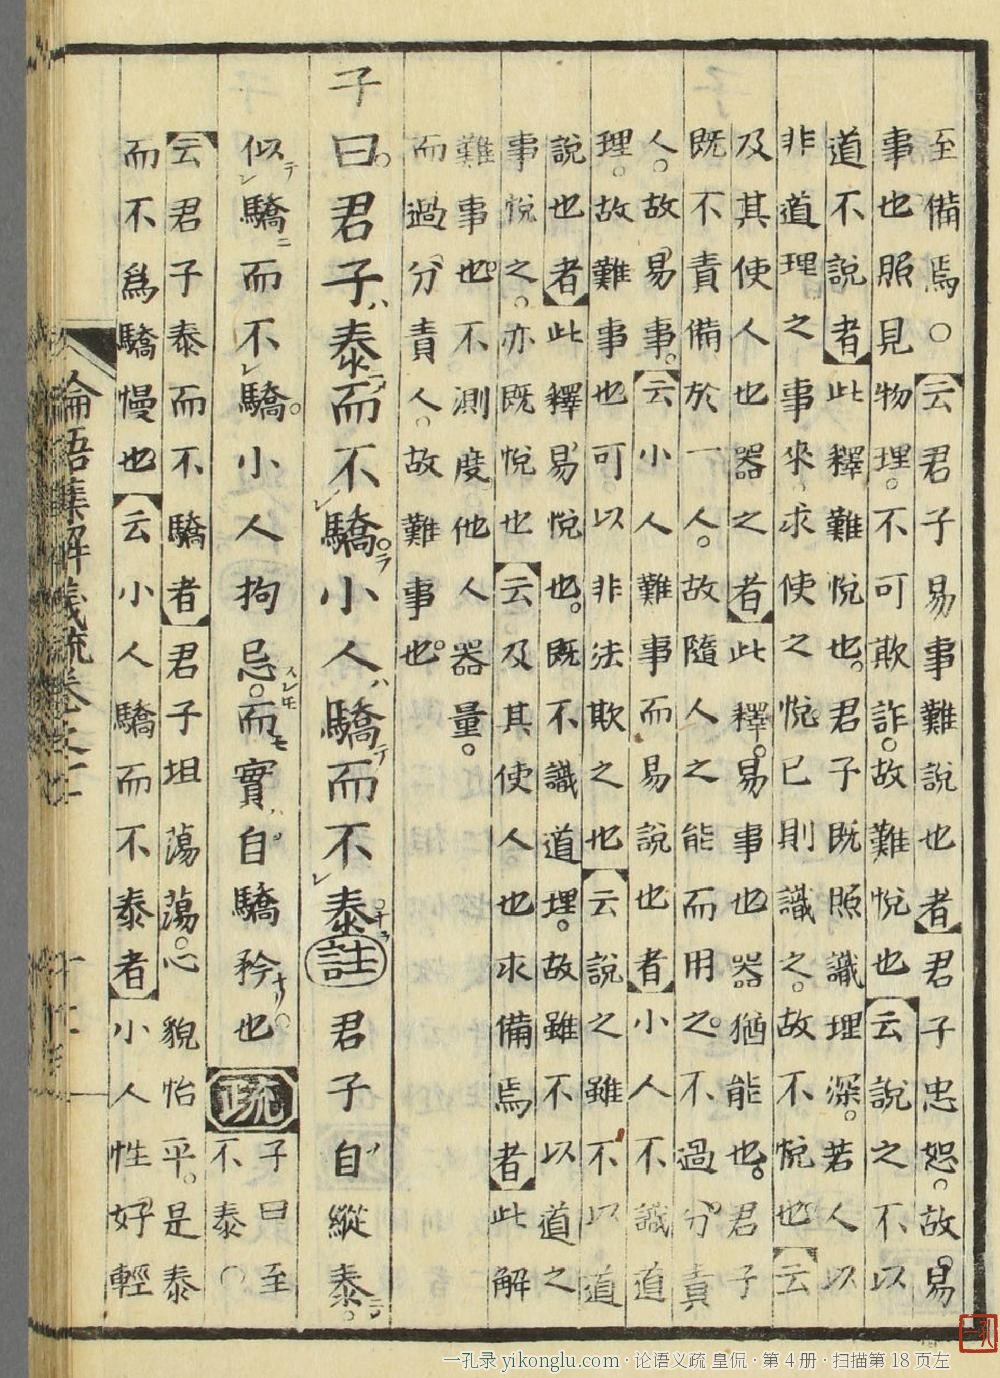 至備焉○云君子易事難說也者君子忠恕故易
事也照見物理不可欺詐故難悅也云說之不以
道不說者此釋難悅也君子既照識理深若人以
非道理之事來求使之悅已則識之故不悅也云
及其使人也器之者此釋易事也器猶能也君子
既不責備於一人故隨人之能而用之不過分責
人故易事云小人難事而易說也者小人不識道
理故難事也可以非法欺之也云說之雖不以道
說也者此釋易悅也既不識道理故雖不以道之
事悅之亦既悅也云及其使人也求備焉者此解
難事也不測度他人器量
而過分責人故難事也
子曰君子泰而不驕小人驕而不泰註君子自縱泰
似驕而不驕小人拘忌而實自驕矜也疏子曰至
不泰○
云君子泰而不驕者君子坦蕩蕩心貌怡平是泰
而不爲驕慢也云小人驕而不泰者小人性好輕
論語集解義疏卷之七
一孔录 yikonglu.com · 论语义疏 皇侃 · 第 4 册 · 扫描第 18 页左